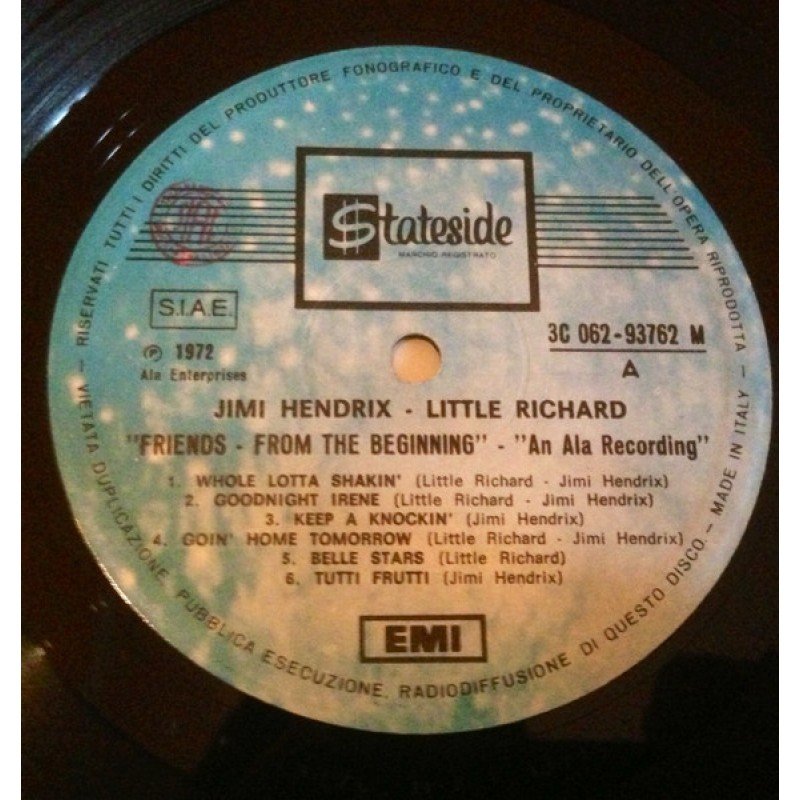 RISERVATI TUTTI I DIRITTI DEL PRODUTTORE FONOGRAFICO E DEL PROPRIETARIO DELL'OPERA RIPRODOTTA
$tateside
MARCHIO REGISTRATO
S.I.A.E.
℗ 1972
Ala Enterprises
3C 062-93762 M
A
JIMI HENDRIX - LITTLE RICHARD
"FRIENDS - FROM THE BEGINNING" - "An Ala Recording"
1. WHOLE LOTTA SHAKIN' (Little Richard - Jimi Hendrix)
2. GOODNIGHT IRENE (Little Richard - Jimi Hendrix)
3. KEEP A KNOCKIN' (Jimi Hendrix)
4. GOIN' HOME TOMORROW (Little Richard - Jimi Hendrix)
5. BELLE STARS (Little Richard)
6. TUTTI FRUTTI (Jimi Hendrix)
EMI
— VIETATA DUPLICAZIONE, PUBBLICA ESECUZIONE, RADIODIFFUSIONE DI QUESTO DISCO — MADE IN ITALY —